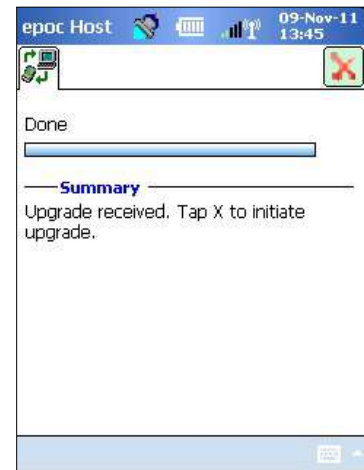 epoc Host
09-Nov-11
13:45
Done
Summary
Upgrade received. Tap X to initiate
upgrade.